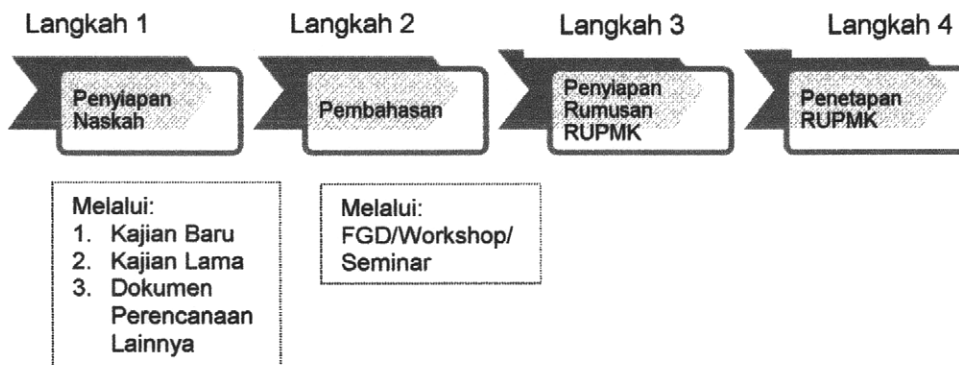 Langkah 1
Langkah 2
Langkah 3
Langkah 4
Penyiapan
Naskah
Pembahasan
Penyiapan
Rumusan
RUPMK
Penetapan
RUPMK
Melalui:
1. Kajian Baru
2. Kajian Lama
3. Dokumen
Perencanaan
Lainnya
Melalui:
FGD/Workshop/
Seminar